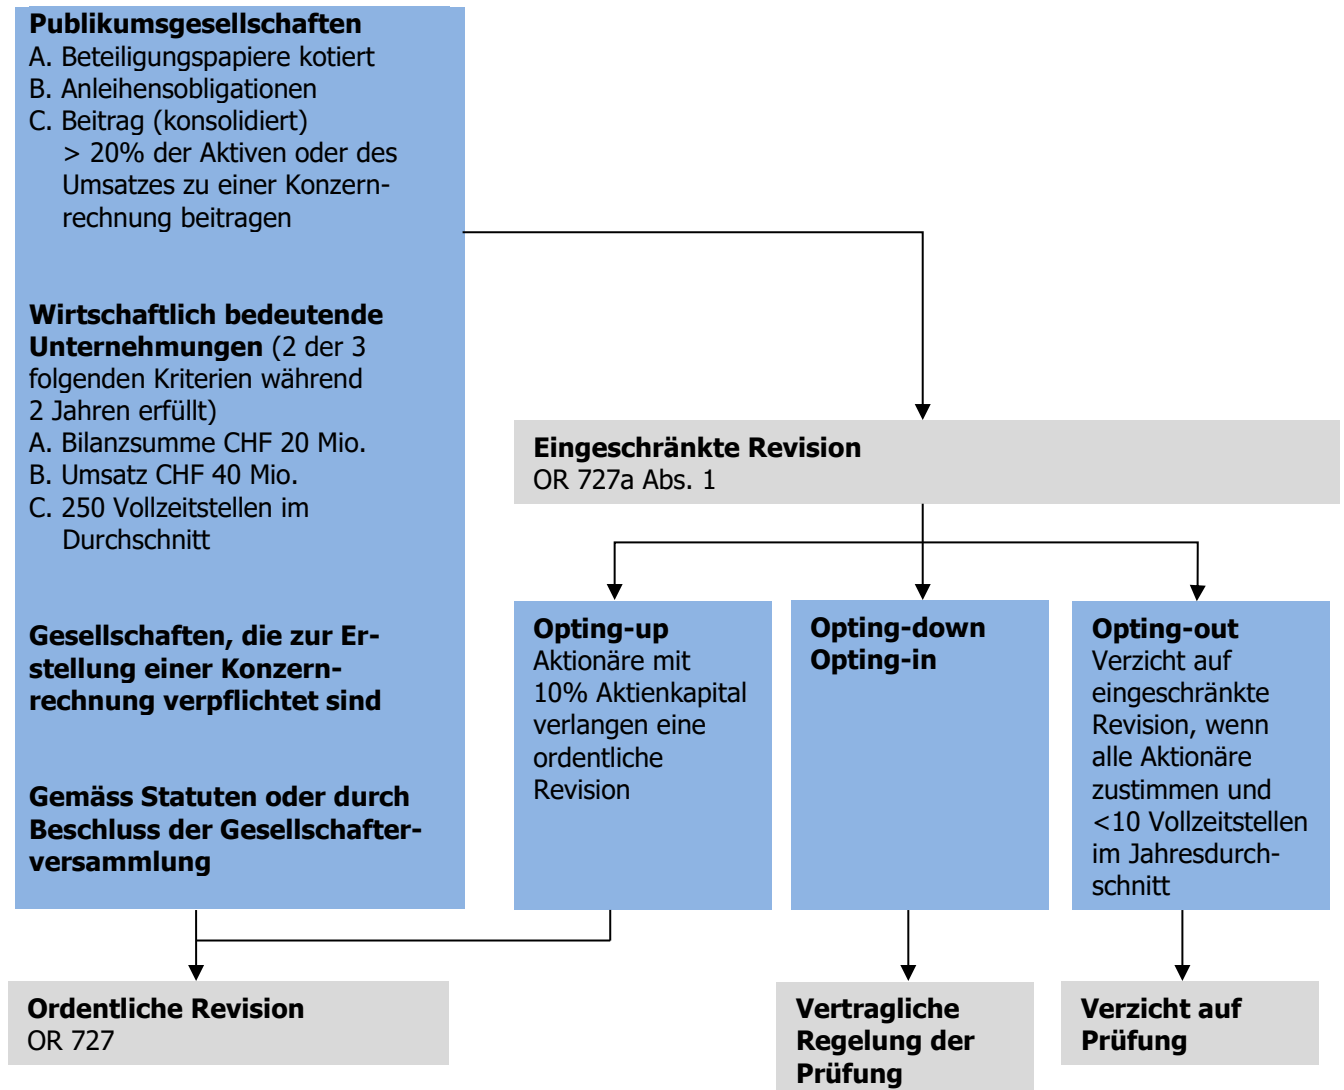 Publikumsgesellschaften
A. Beteiligungspapiere kotiert
B. Anleihensobligationen
C. Beitrag (konsolidiert)
> 20% der Aktiven oder des
Umsatzes zu einer Konzern-
rechnung beitragen
Wirtschaftlich bedeutende
Unternehmungen (2 der 3
folgenden Kriterien während
2 Jahren erfüllt)
A. Bilanzsumme CHF 20 Mio.
B. Umsatz CHF 40 Mio.
C. 250 Vollzeitstellen im
Durchschnitt
Gesellschaften, die zur Er-
stellung einer Konzern-
rechnung verpflichtet sind
Gemäss Statuten oder durch
Beschluss der Gesellschafter-
versammlung
Eingeschränkte Revision
OR 727a Abs. 1
Opting-up
Aktionäre mit
10% Aktienkapital
verlangen eine
ordentliche
Revision
Opting-down
Opting-in
Opting-out
Verzicht auf
eingeschränkte
Revision, wenn
alle Aktionäre
zustimmen und
<10 Vollzeitstellen
im Jahresdurch-
schnitt
Ordentliche Revision
OR 727
Vertragliche
Regelung der
Prüfung
Verzicht auf
Prüfung